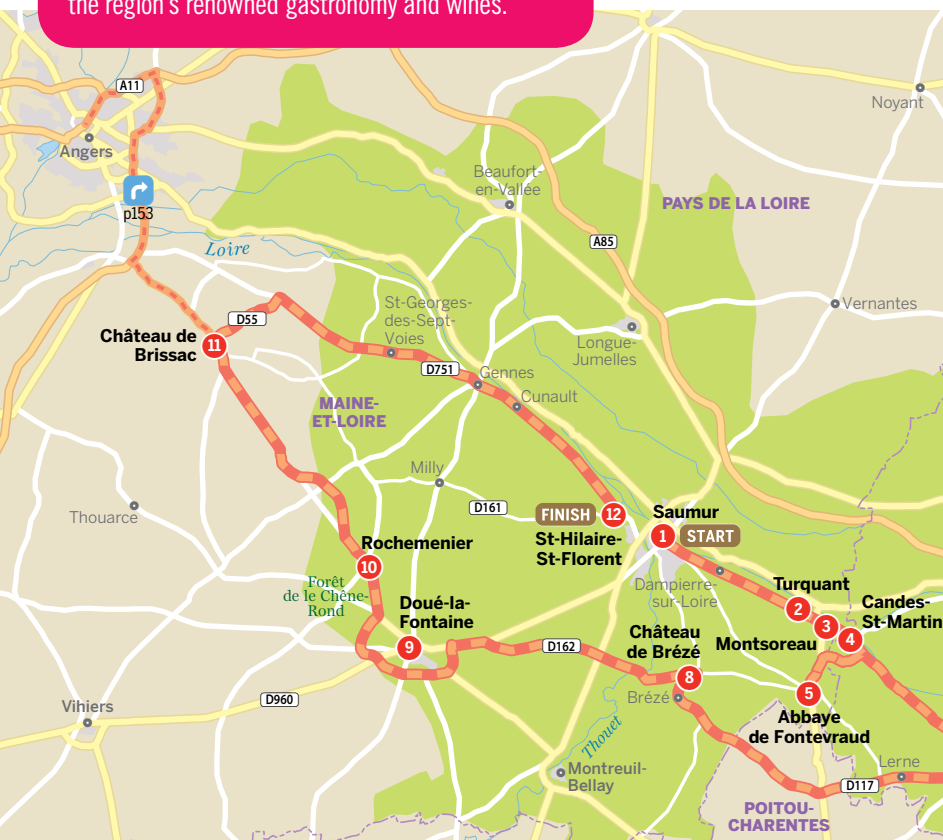 the region's renowned gastronomy and wines.
A11
Noyant
Angers
Beaufort-
en-Vallée
p153
PAYS DE LA LOIRE
Loire
A85
St-Georges-
des-Sept-
Voies
Vernantes
D55
Château de
Brissac
11
Longue-
Jumelles
D751
Gennes
Cunault
MAINE-
ET-LOIRE
Milly
Thouarce
D161
FINISH
12
St-Hilaire-
St-Florent
Saumur
1
START
Rochemenier
10
Forêt
de le Chêne-
Rond
Dampierre-
sur-Loire
Turquant
2
Candes-
St-Martin
3
4
Montsoreau
Doué-la-
Fontaine
9
D162
Château
de Brézé
8
Brézé
5
Abbaye
de Fontevraud
D960
Vihiers
Thouet
Montreuil-
Bellay
Lerne
D117
POITOU-
CHARENTES